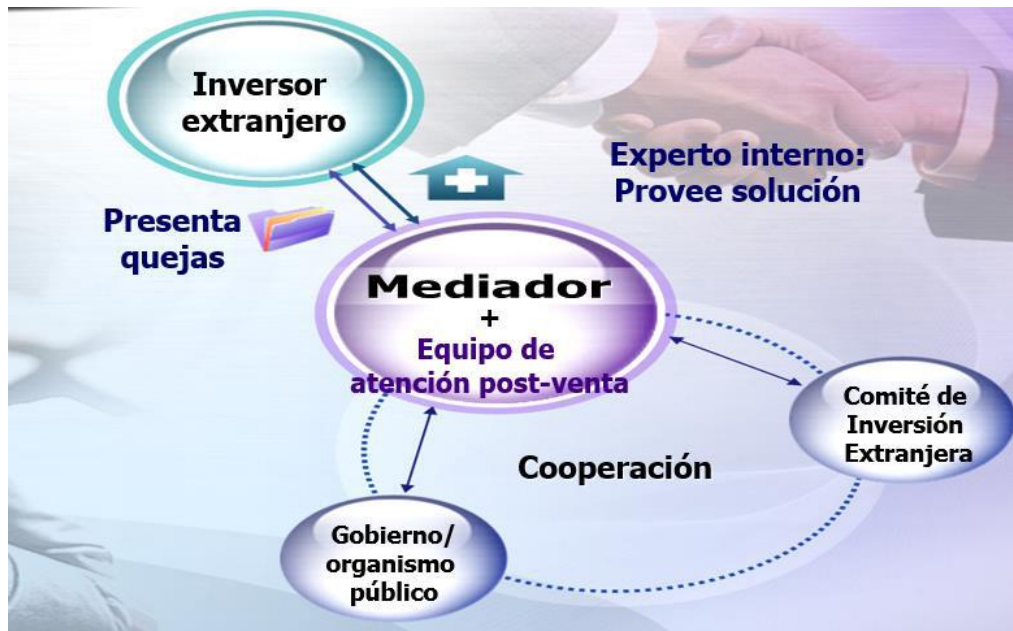 Inversor
extranjero
Experto interno:
Provee solución
Presenta
quejas
Mediador
+
Equipo de
atención post-venta
Comité de
Inversión
Extranjera
Cooperación
Gobierno/
organismo
público